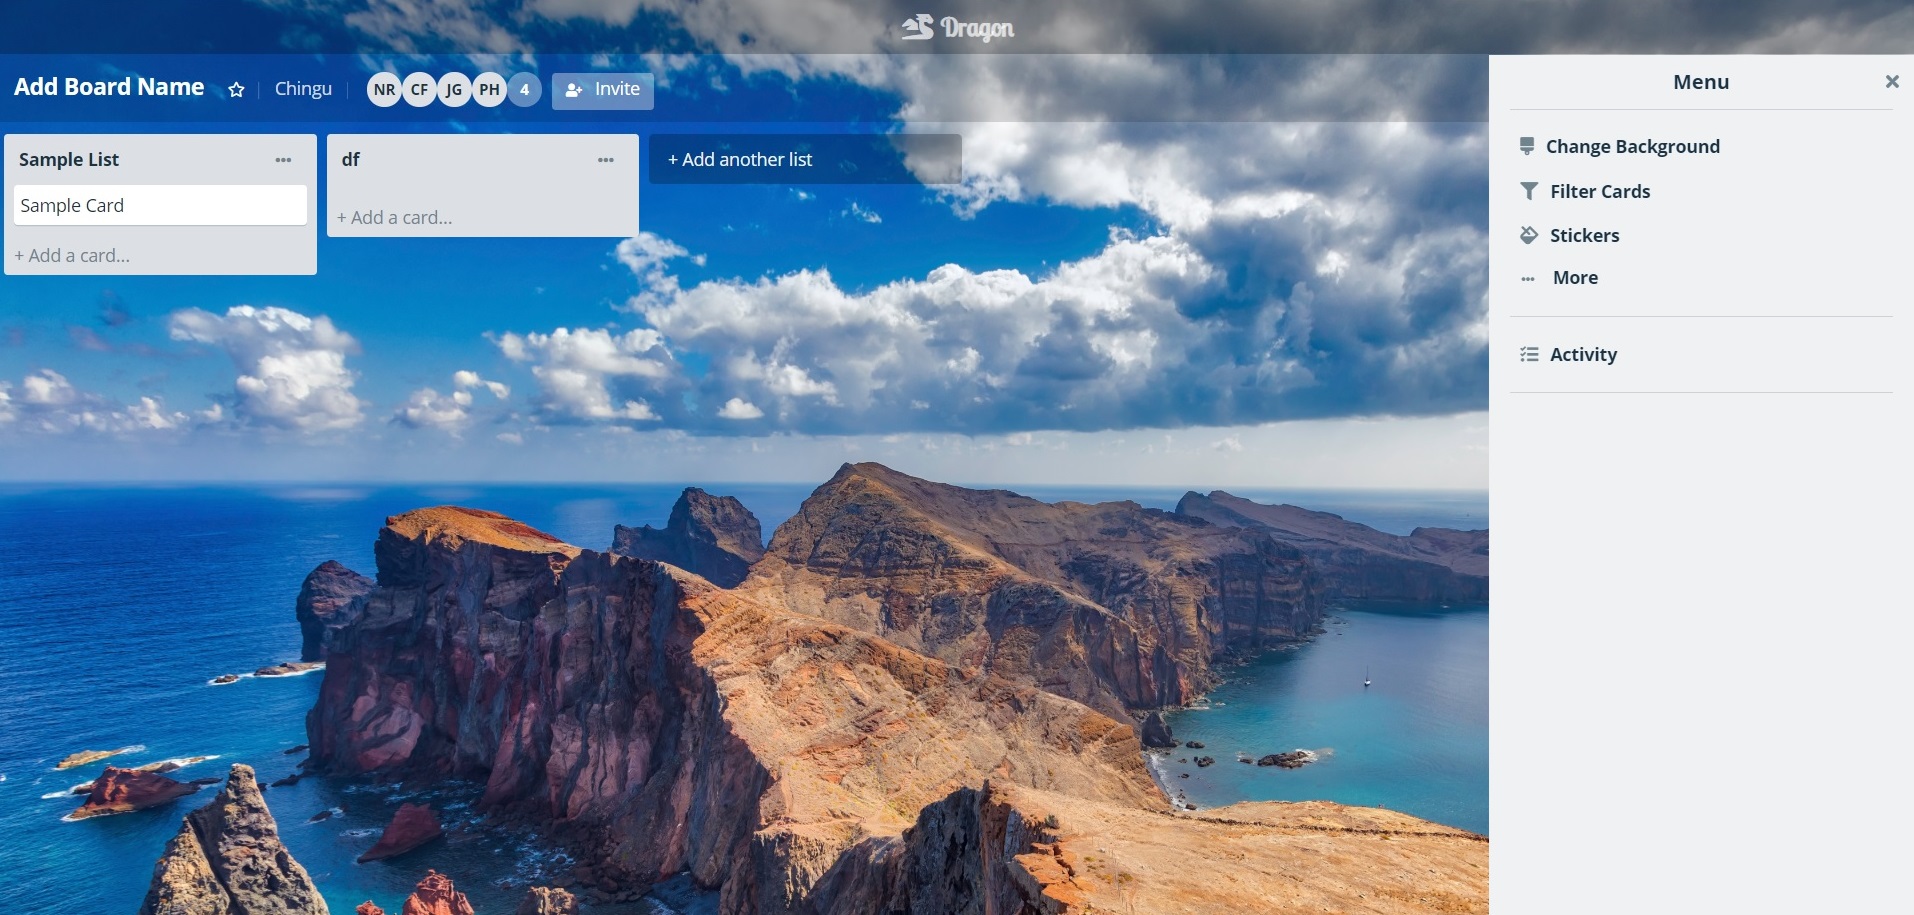 Dragon
Add Board Name
Chingu
NR CF JG PH 4
Invite
Sample List
Sample Card
+ Add a card...
df
+ Add a card...
+ Add another list
Menu
Change Background
Filter Cards
Stickers
More
Activity